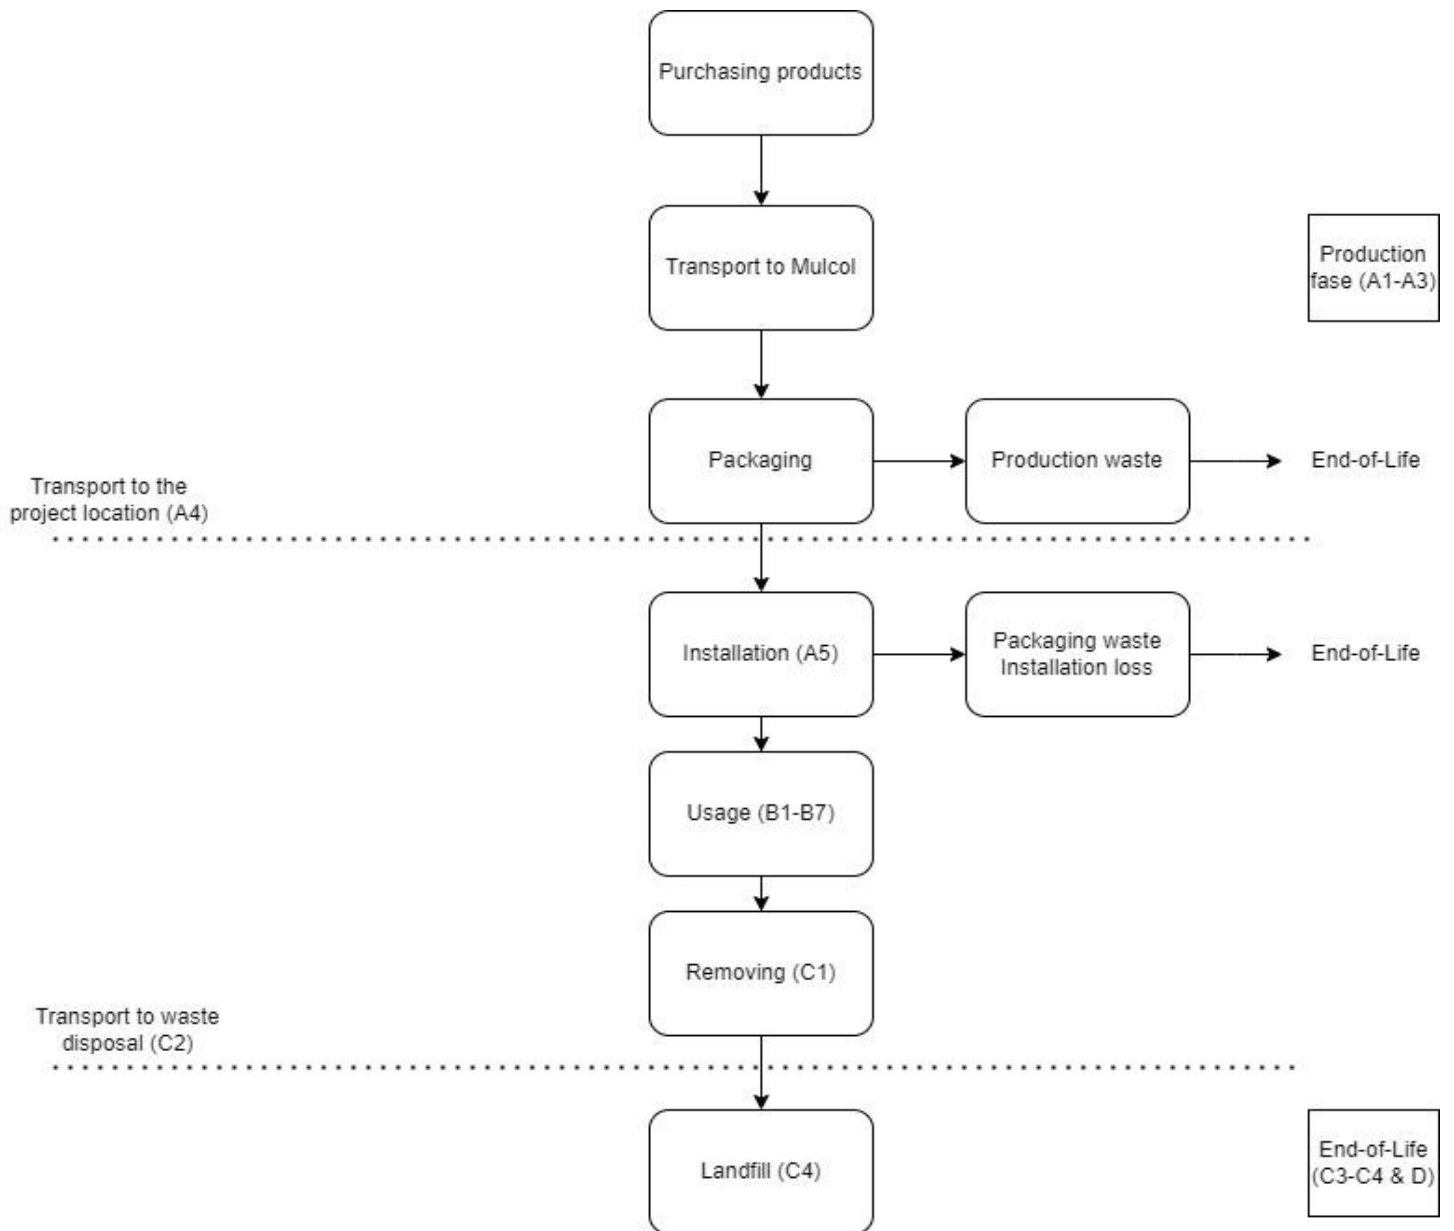 Purchasing products
Transport to Mulcol
Production
fase (A1-A3)
Packaging
Production waste
End-of-Life
Transport to the
project location (A4)
Installation (A5)
Packaging waste
Installation loss
End-of-Life
Usage (B1-B7)
Removing (C1)
Transport to waste
disposal (C2)
Landfill (C4)
End-of-Life
(C3-C4 & D)